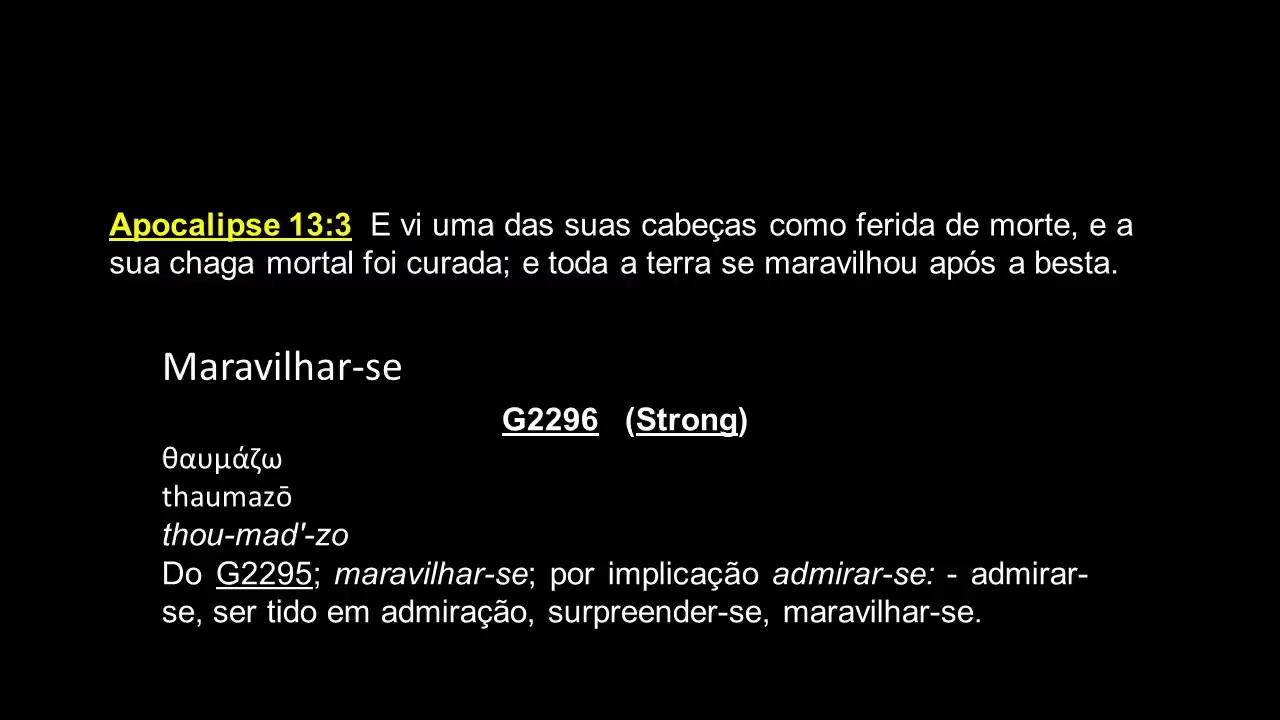 Apocalipse 13:3 E vi uma das suas cabeças como ferida de morte, e a
sua chaga mortal foi curada; e toda a terra se maravilhou após a besta.
Maravilhar-se
G2296 (Strong)
θαυμάζω
thaumazō
thou-mad'-zo
Do G2295; maravilhar-se; por implicação admirar-se: - admirar-
se, ser tido em admiração, surpreender-se, maravilhar-se.